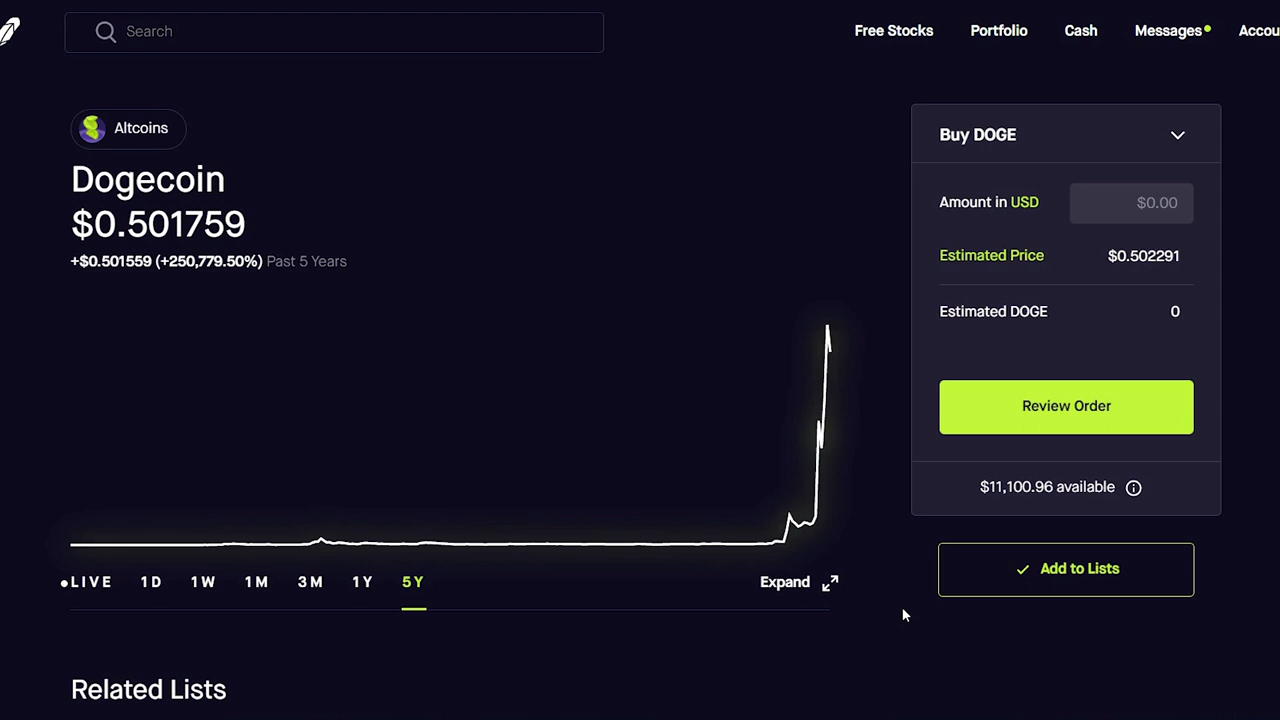 Search
Free Stocks Portfolio Cash Messages Accou
Altcoins
Dogecoin
$0.501759
+$0.501559 (+250,779.50%) Past 5 Years
LIVE 1D 1W 1M 3M 1Y 5Y Expand
Related Lists
Buy DOGE
Amount in USD $0.00
Estimated Price $0.502291
Estimated DOGE 0
Review Order
$11,100.96 available
Add to Lists